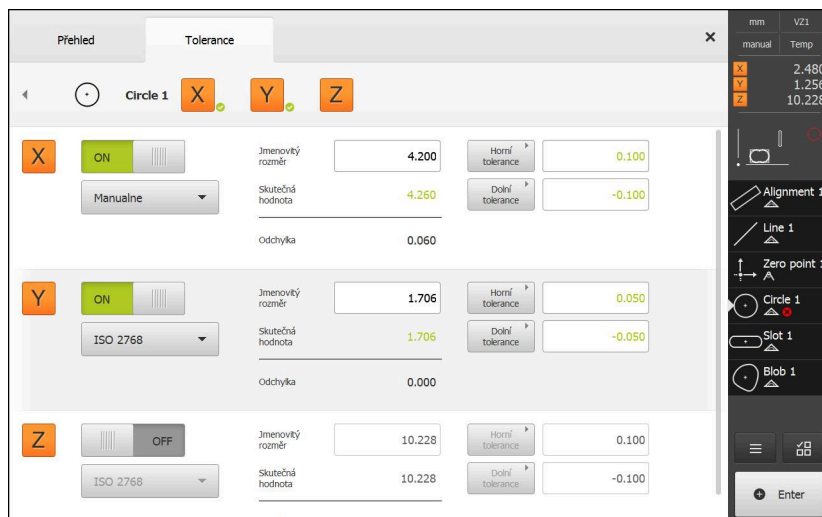 Přehled
Tolerance
×
mm VZ1
manual Temp
Circle 1 X Y Z
X 2.480
Y 1.256
Z 10.228
X ON Jmenovitý rozměr 4.200 Horní tolerance 0.100
Manualne Skutečná hodnota 4.260 Dolní tolerance -0.100
Odchylka 0.060
Y ON Jmenovitý rozměr 1.706 Horní tolerance 0.050
ISO 2768 Skutečná hodnota 1.706 Dolní tolerance -0.050
Odchylka 0.000
Z OFF Jmenovitý rozměr 10.228 Horní tolerance 0.100
ISO 2768 Skutečná hodnota 10.228 Dolní tolerance -0.100
Alignment 1
Line 1
Zero point 1
Circle 1
Slot 1
Blob 1
Enter